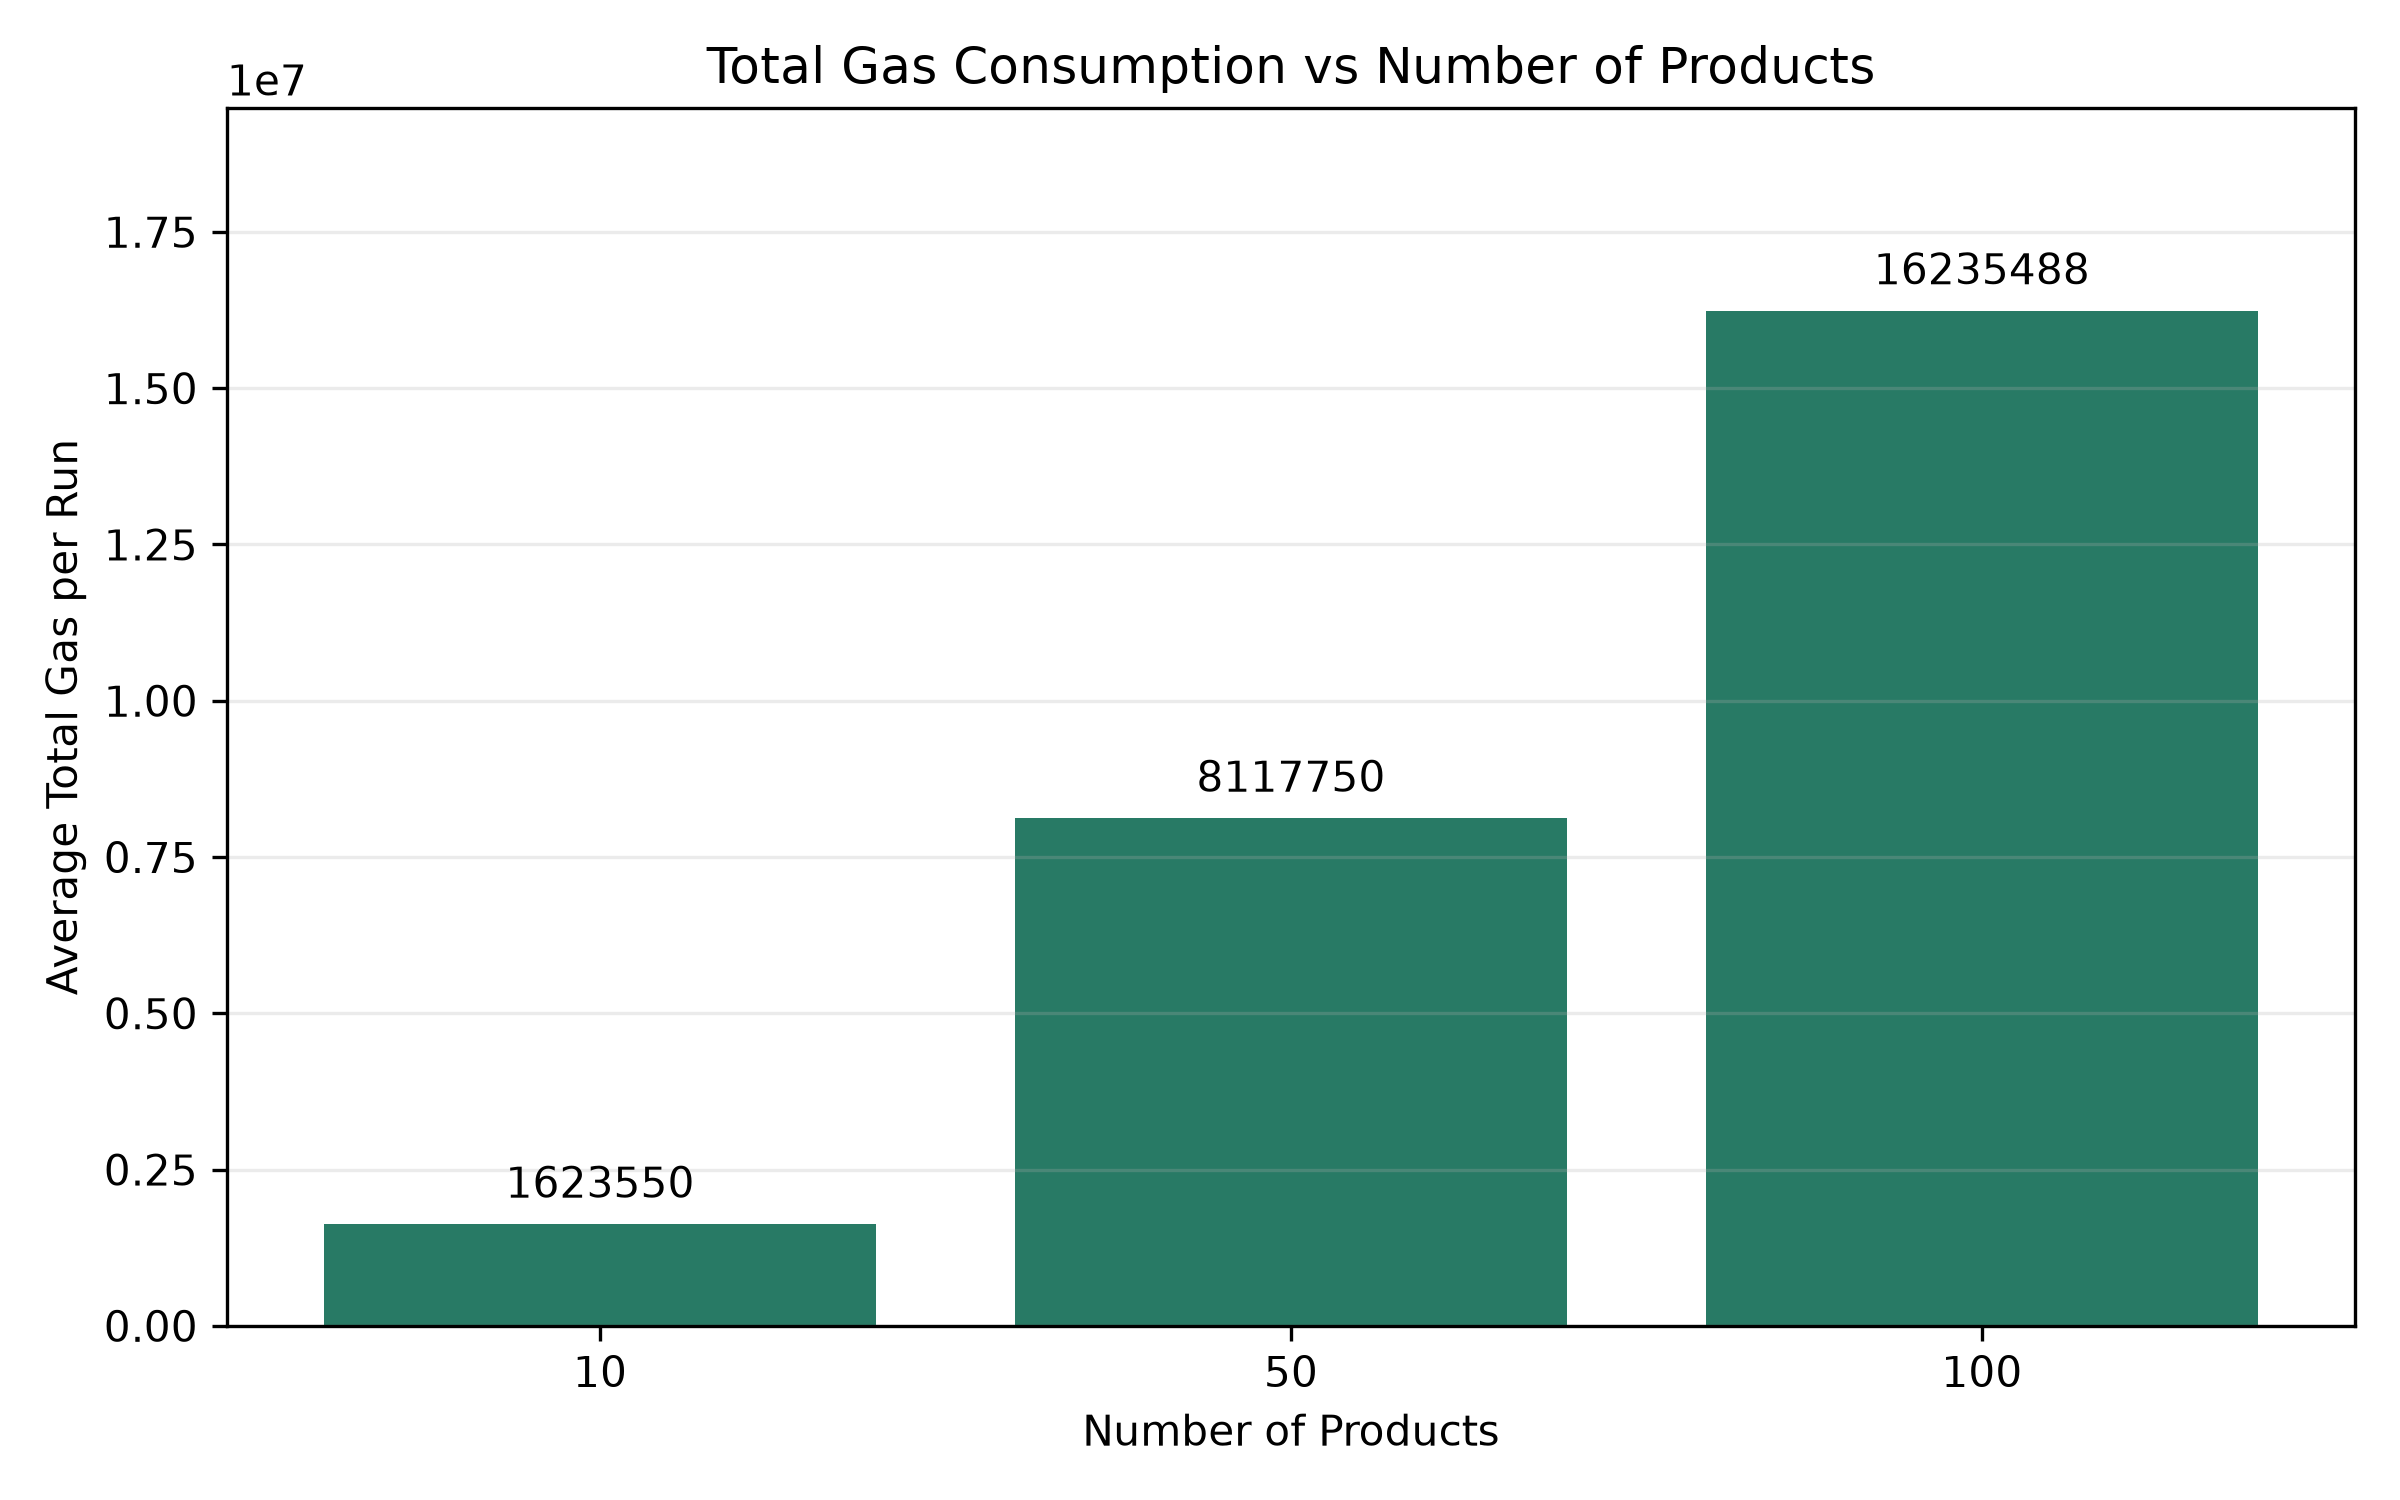 Total Gas Consumption vs Number of Products
1e7
1.75
16235488
1.50
1.25
1.00
8117750
0.75
0.50
0.25
1623550
0.00
Average Total Gas per Run
10 50 100
Number of Products